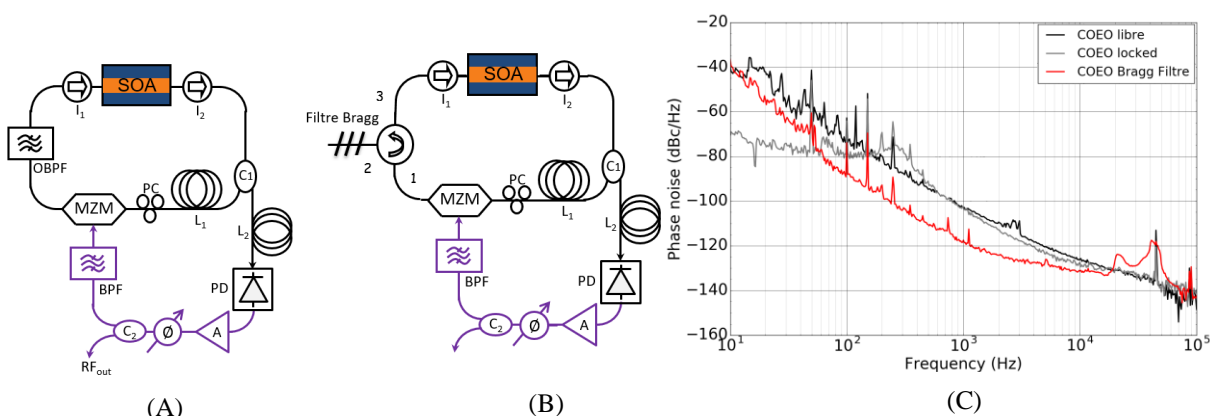 SOA
I1
I2
OBPF
C1
MZM
PC
L1
L2
BPF
PD
C2
Ø
A
RFout
(A)
SOA
3
I1
I2
Filtre Bragg
2
1
C1
MZM
PC
L1
L2
BPF
PD
C2
Ø
A
(B)
COEO libre
COEO locked
COEO Bragg Filtre
Phase noise (dBc/Hz)
−20
−40
−60
−80
−100
−120
−140
−160
10^1
10^2
10^3
10^4
10^5
Frequency (Hz)
(C)